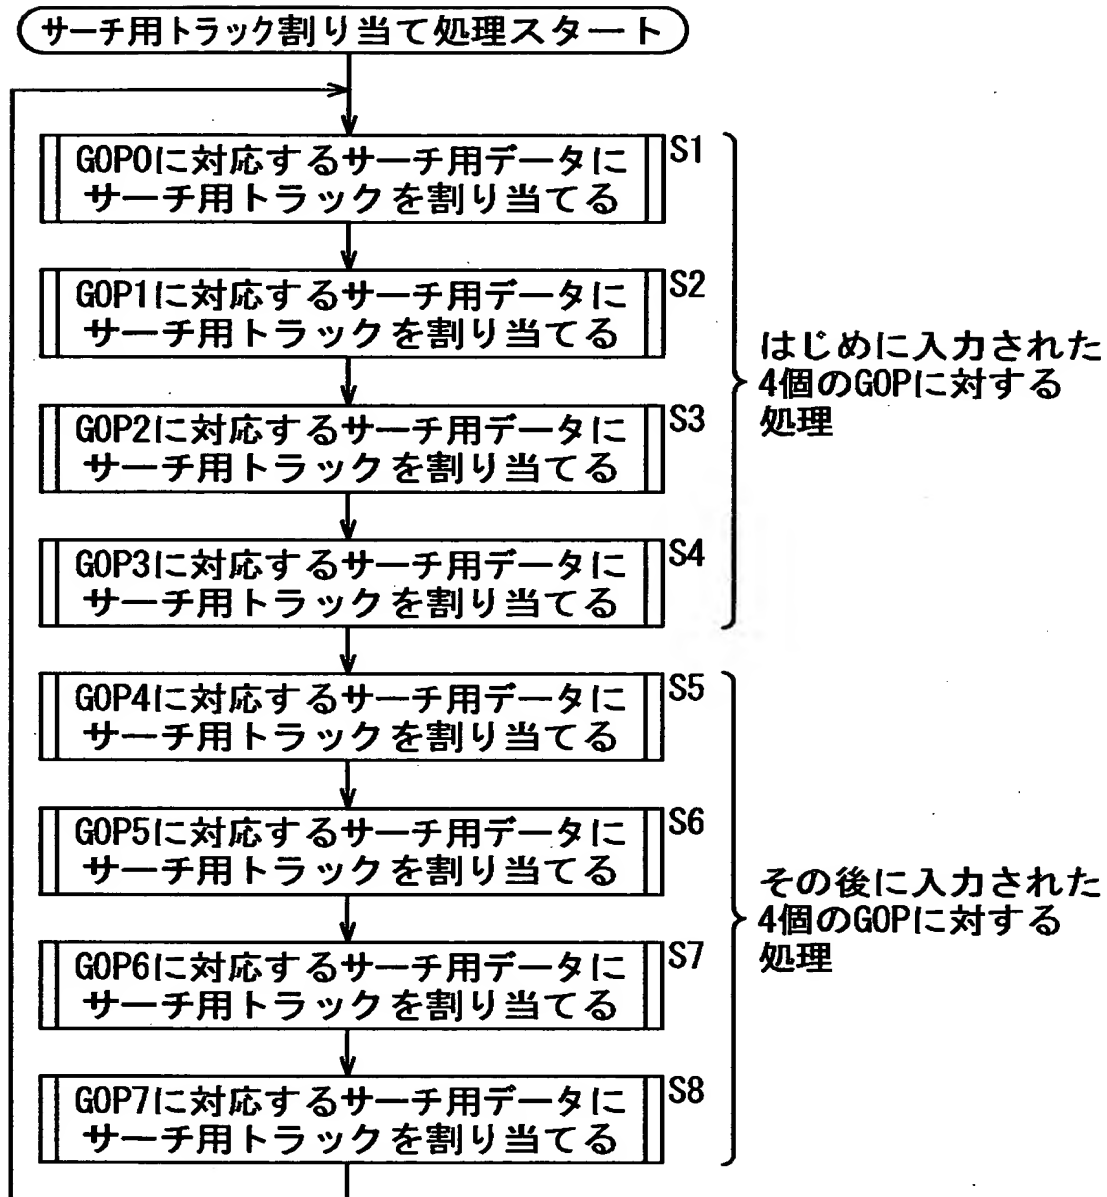 サーチ用トラック割り当て処理スタート
GOP0に対応するサーチ用データに
サーチ用トラックを割り当てる
S1
GOP1に対応するサーチ用データに
サーチ用トラックを割り当てる
S2
GOP2に対応するサーチ用データに
サーチ用トラックを割り当てる
S3
GOP3に対応するサーチ用データに
サーチ用トラックを割り当てる
S4
はじめに入力された
4個のGOPに対する
処理
GOP4に対応するサーチ用データに
サーチ用トラックを割り当てる
S5
GOP5に対応するサーチ用データに
サーチ用トラックを割り当てる
S6
GOP6に対応するサーチ用データに
サーチ用トラックを割り当てる
S7
GOP7に対応するサーチ用データに
サーチ用トラックを割り当てる
S8
その後に入力された
4個のGOPに対する
処理